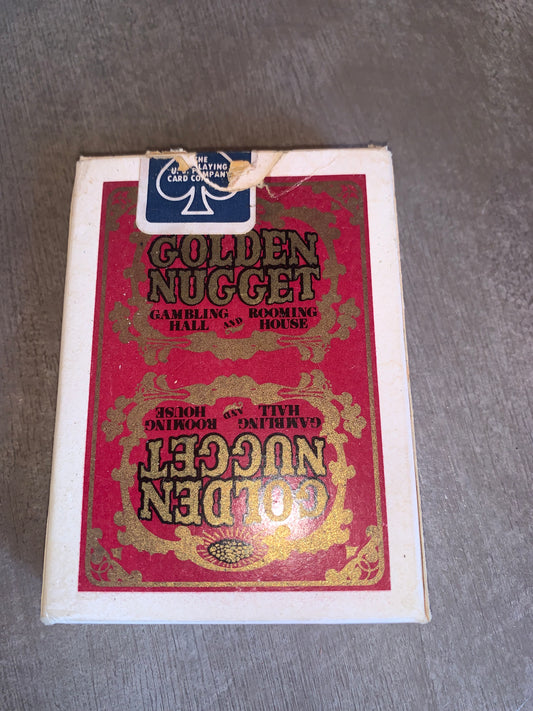 THE
U. S. PLAYING
CARD COMPANY
GOLDEN
NUGGET
GAMBLING
HALL AND ROOMING
HOUSE
GAMBLING
HALL AND ROOMING
HOUSE
GOLDEN
NUGGET